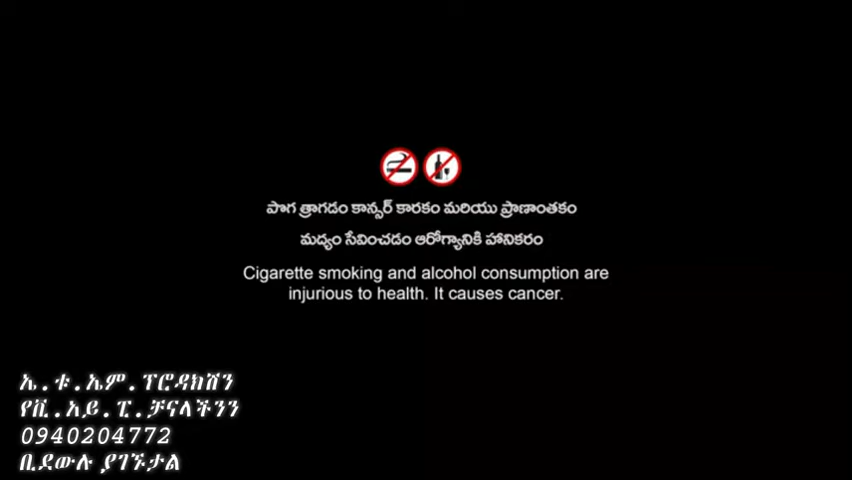 పొగ త్రాగడం కాన్సర్ కారకం మరియు ప్రాణాంతకం
మద్యం సేవించడం ఆరోగ్యానికి హానికరం
Cigarette smoking and alcohol consumption are
injurious to health. It causes cancer.
ኤ.ቱ.ኤም.ፕሮዳክሽን
የቪ.አይ.ፒ.ቻናላችንን
0940204772
ቢደውሉ ያገኙታል